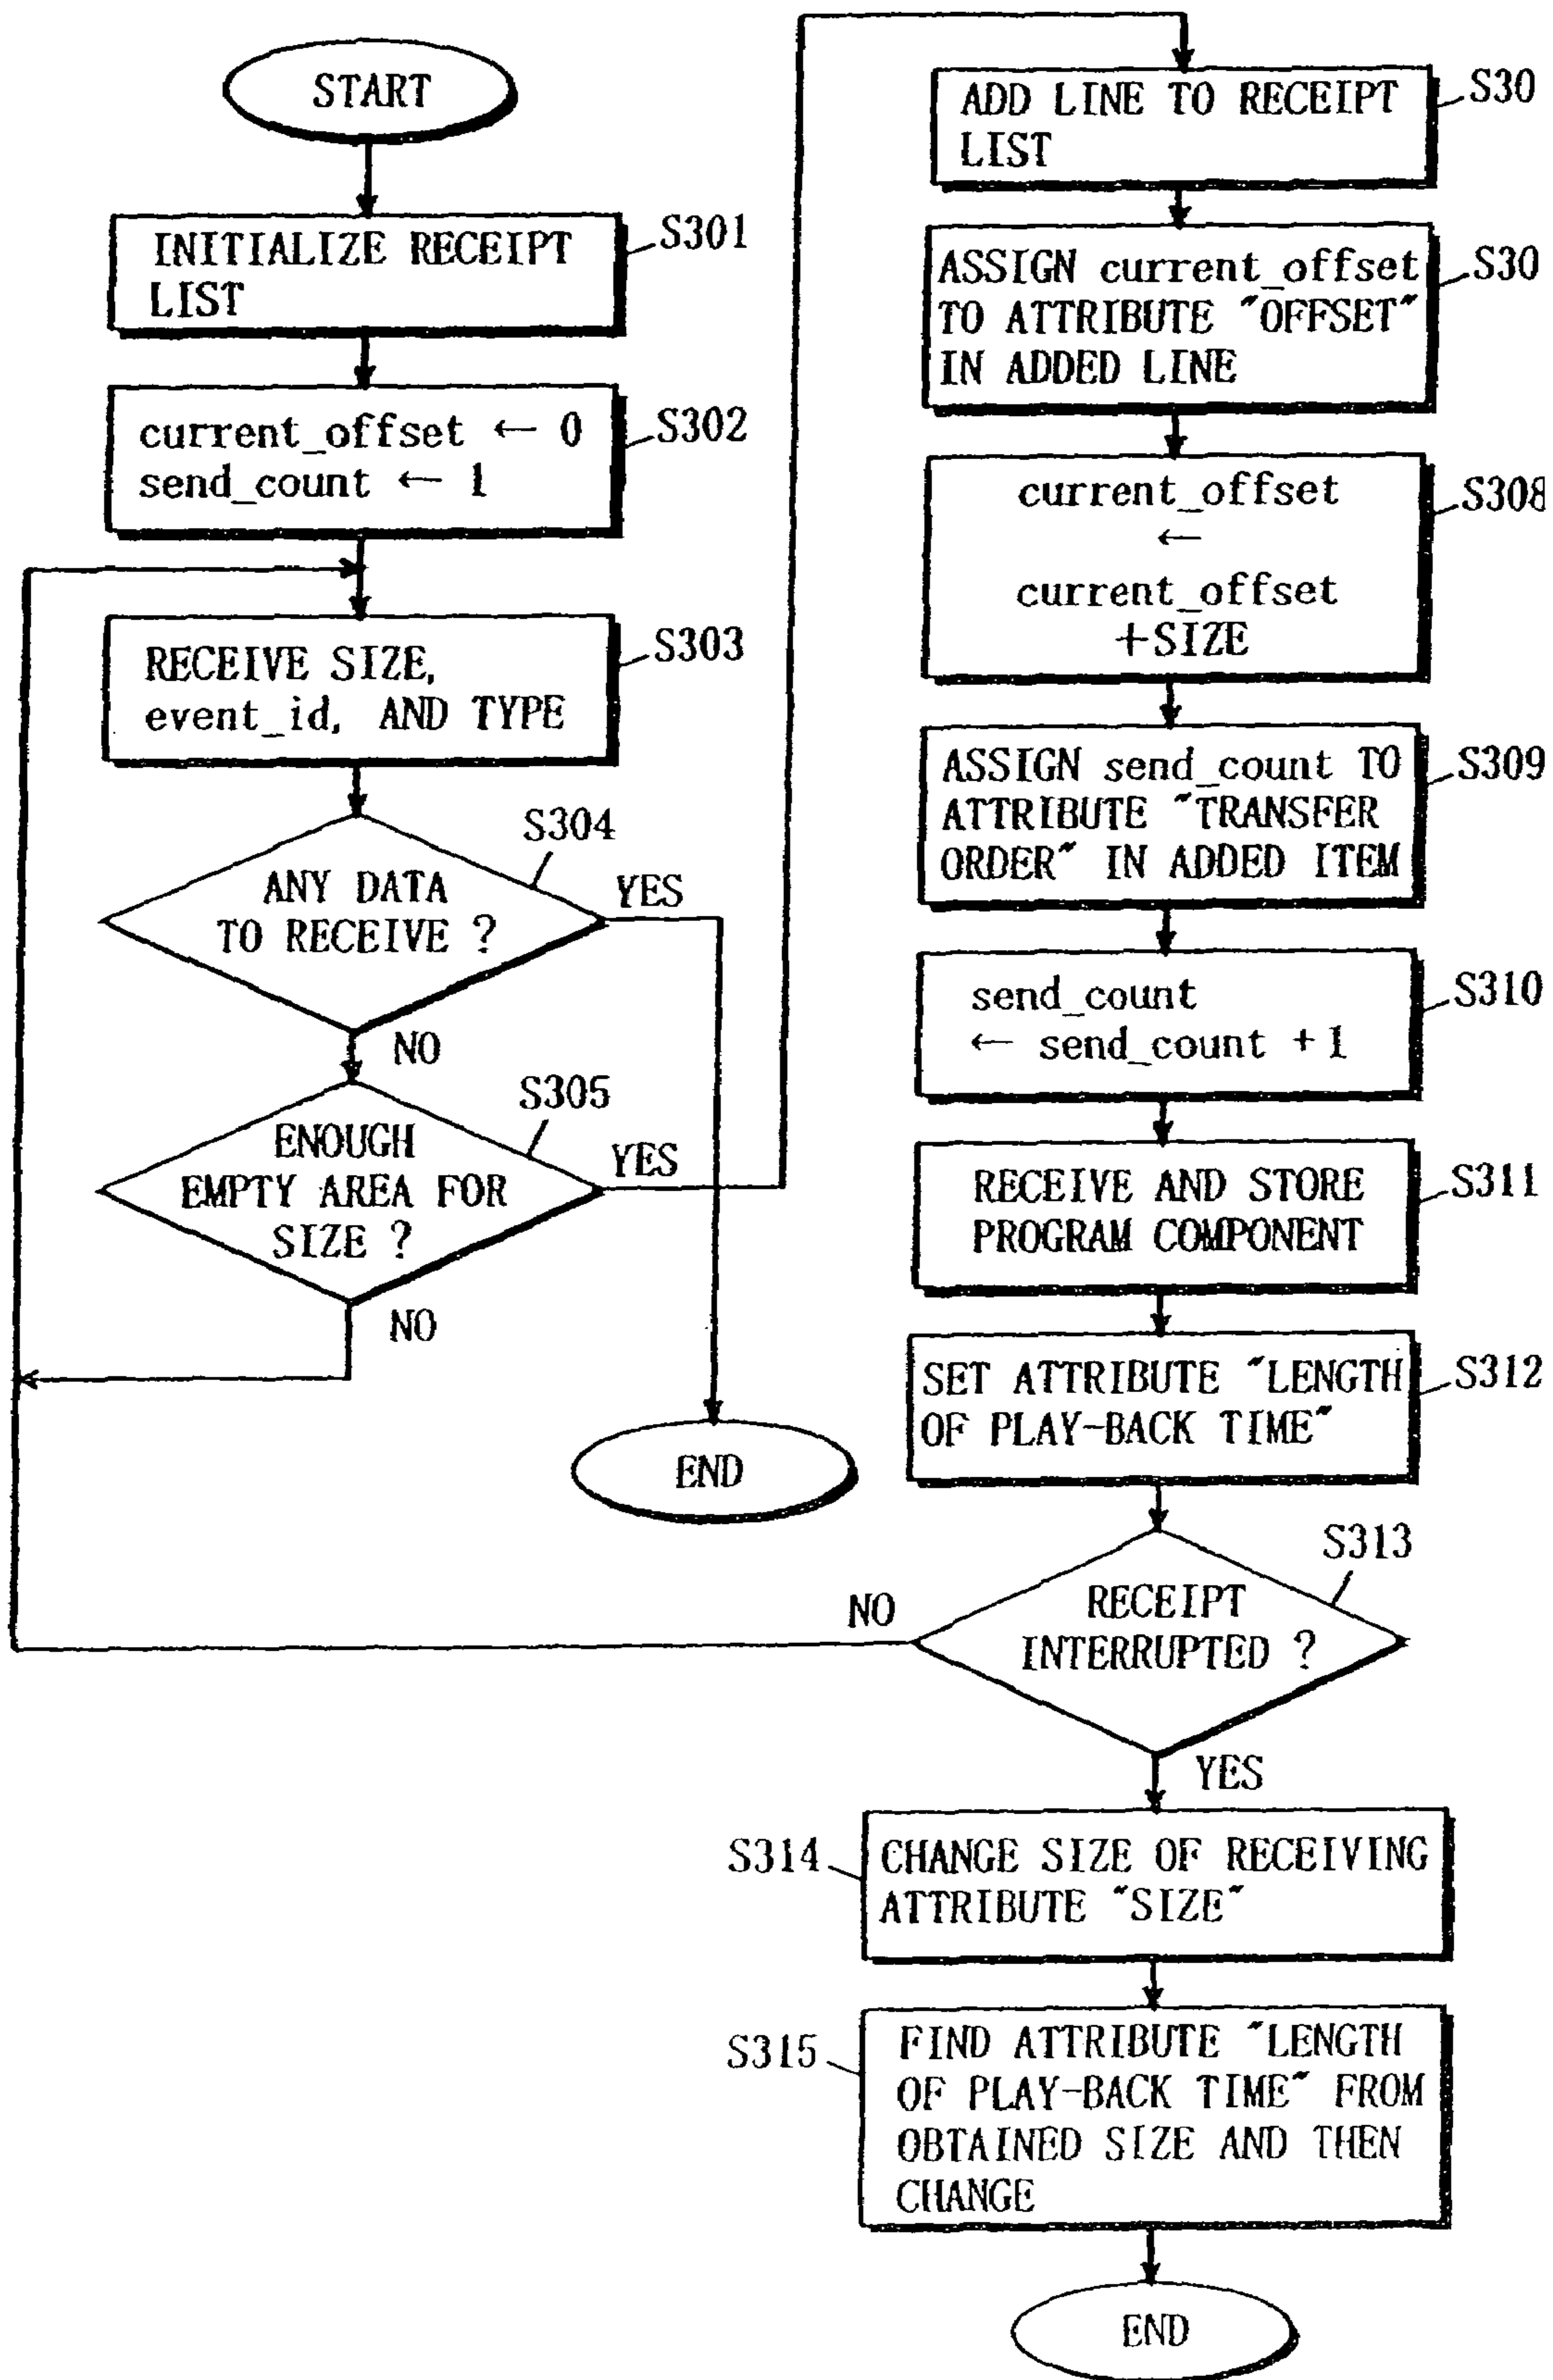 START
INITIALIZE RECEIPT
LIST
S301
current_offset ← 0
send_count ← 1
S302
RECEIVE SIZE,
event_id, AND TYPE
S303
S304
ANY DATA
TO RECEIVE ?
YES
NO
S305
ENOUGH
EMPTY AREA FOR
SIZE ?
YES
NO
END
ADD LINE TO RECEIPT
LIST
S30
ASSIGN current_offset
TO ATTRIBUTE "OFFSET"
IN ADDED LINE
S30
current_offset
←
current_offset
+SIZE
S308
ASSIGN send_count TO
ATTRIBUTE "TRANSFER
ORDER" IN ADDED ITEM
S309
send_count
← send_count +1
S310
RECEIVE AND STORE
PROGRAM COMPONENT
S311
SET ATTRIBUTE "LENGTH
OF PLAY-BACK TIME"
S312
S313
RECEIPT
INTERRUPTED ?
NO
YES
S314
CHANGE SIZE OF RECEIVING
ATTRIBUTE "SIZE"
S315
FIND ATTRIBUTE "LENGTH
OF PLAY-BACK TIME" FROM
OBTAINED SIZE AND THEN
CHANGE
END